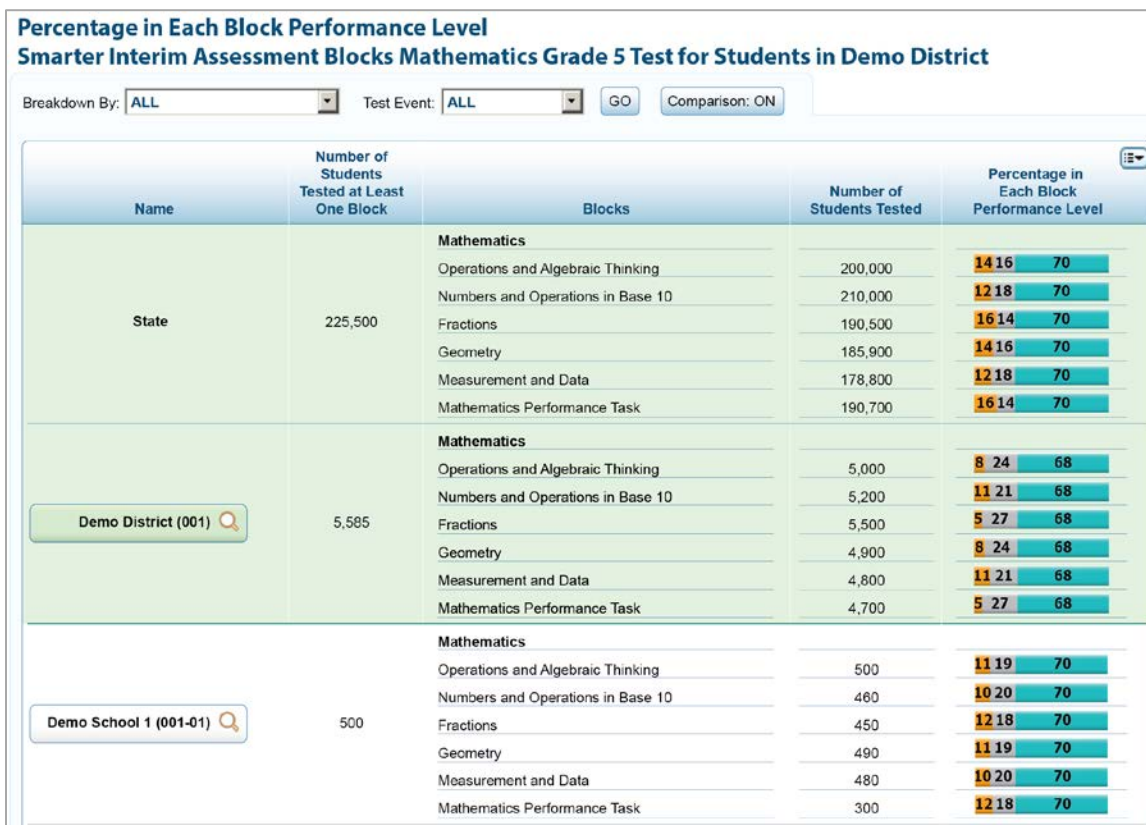 Percentage in Each Block Performance Level
Smarter Interim Assessment Blocks Mathematics Grade 5 Test for Students in Demo District
Breakdown By: ALL Test Event: ALL GO Comparison: ON
Name
Number of
Students
Tested at Least
One Block
Blocks
Number of
Students Tested
Percentage in
Each Block
Performance Level
State 225,500
Mathematics
Operations and Algebraic Thinking 200,000 14 16 70
Numbers and Operations in Base 10 210,000 12 18 70
Fractions 190,500 16 14 70
Geometry 185,900 14 16 70
Measurement and Data 178,800 12 18 70
Mathematics Performance Task 190,700 16 14 70
Demo District (001) 5,585
Mathematics
Operations and Algebraic Thinking 5,000 8 24 68
Numbers and Operations in Base 10 5,200 11 21 68
Fractions 5,500 5 27 68
Geometry 4,900 8 24 68
Measurement and Data 4,800 11 21 68
Mathematics Performance Task 4,700 5 27 68
Demo School 1 (001-01) 500
Mathematics
Operations and Algebraic Thinking 500 11 19 70
Numbers and Operations in Base 10 460 10 20 70
Fractions 450 12 18 70
Geometry 490 11 19 70
Measurement and Data 480 10 20 70
Mathematics Performance Task 300 12 18 70